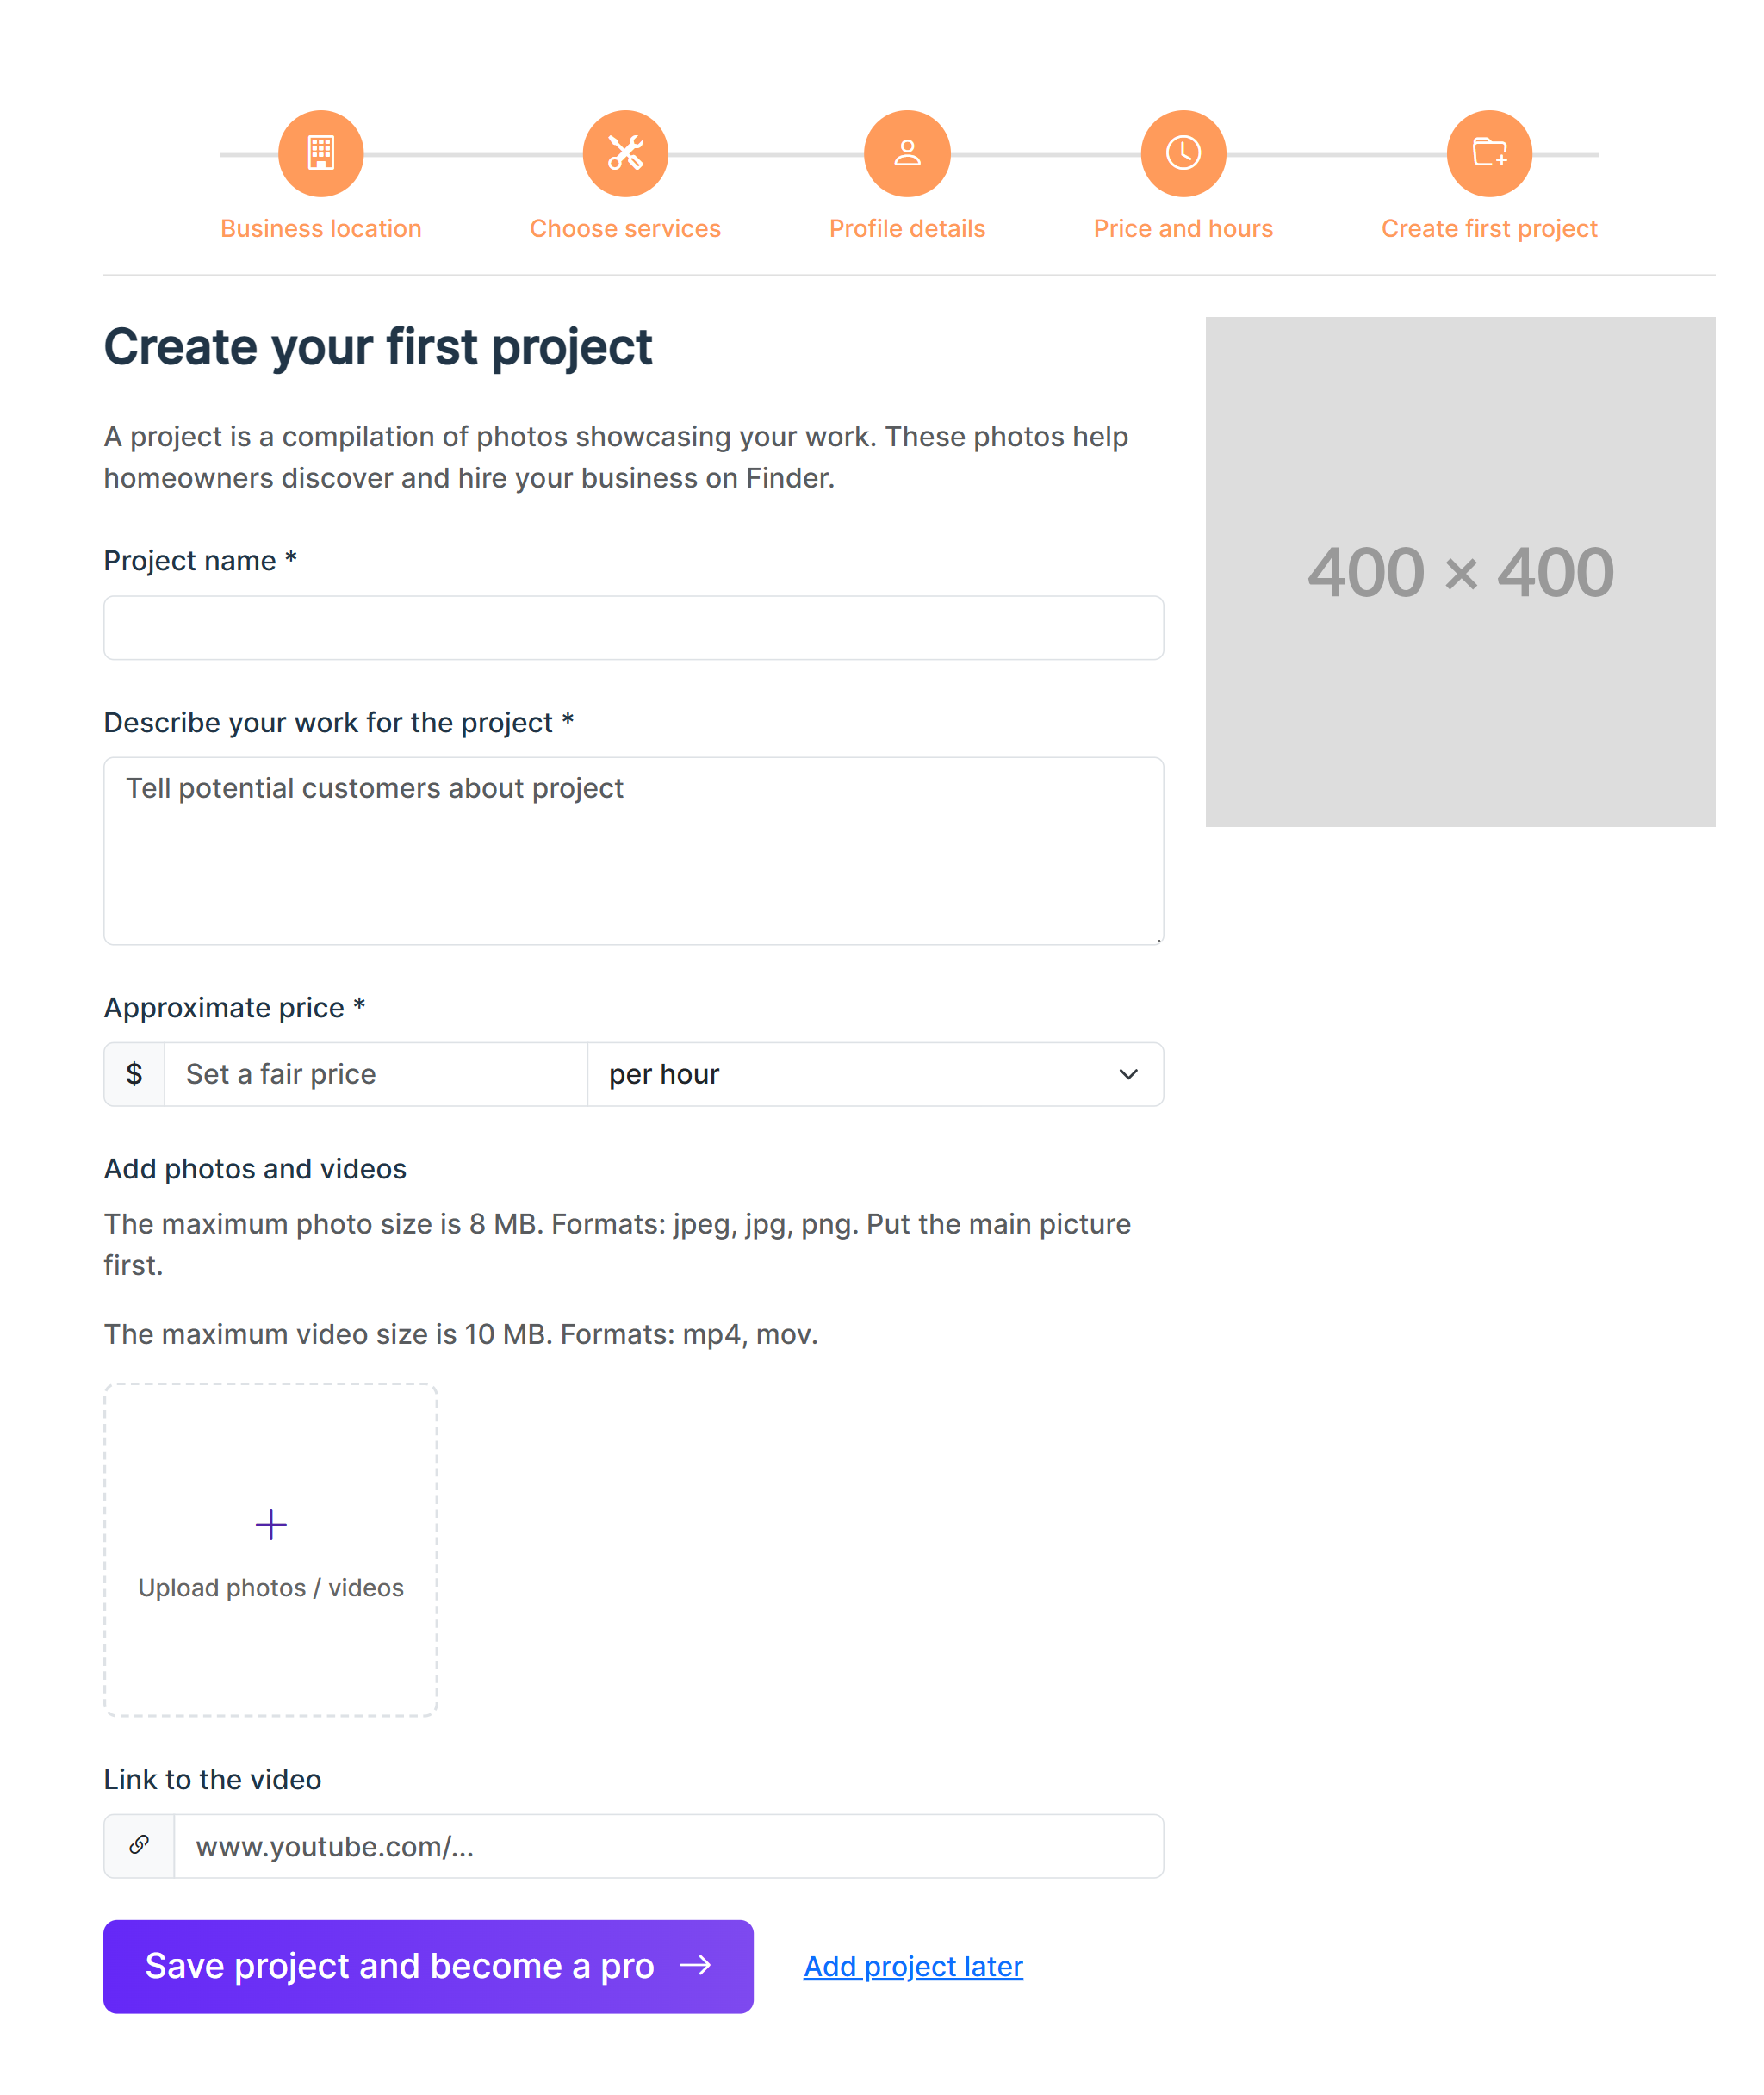 Business location
Choose services
Profile details
Price and hours
Create first project
Create your first project
A project is a compilation of photos showcasing your work. These photos help
homeowners discover and hire your business on Finder.
400 × 400
Project name *
Describe your work for the project *
Tell potential customers about project
Approximate price *
$ Set a fair price per hour
Add photos and videos
The maximum photo size is 8 MB. Formats: jpeg, jpg, png. Put the main picture
first.
The maximum video size is 10 MB. Formats: mp4, mov.
Upload photos / videos
Link to the video
www.youtube.com/...
Save project and become a pro → Add project later